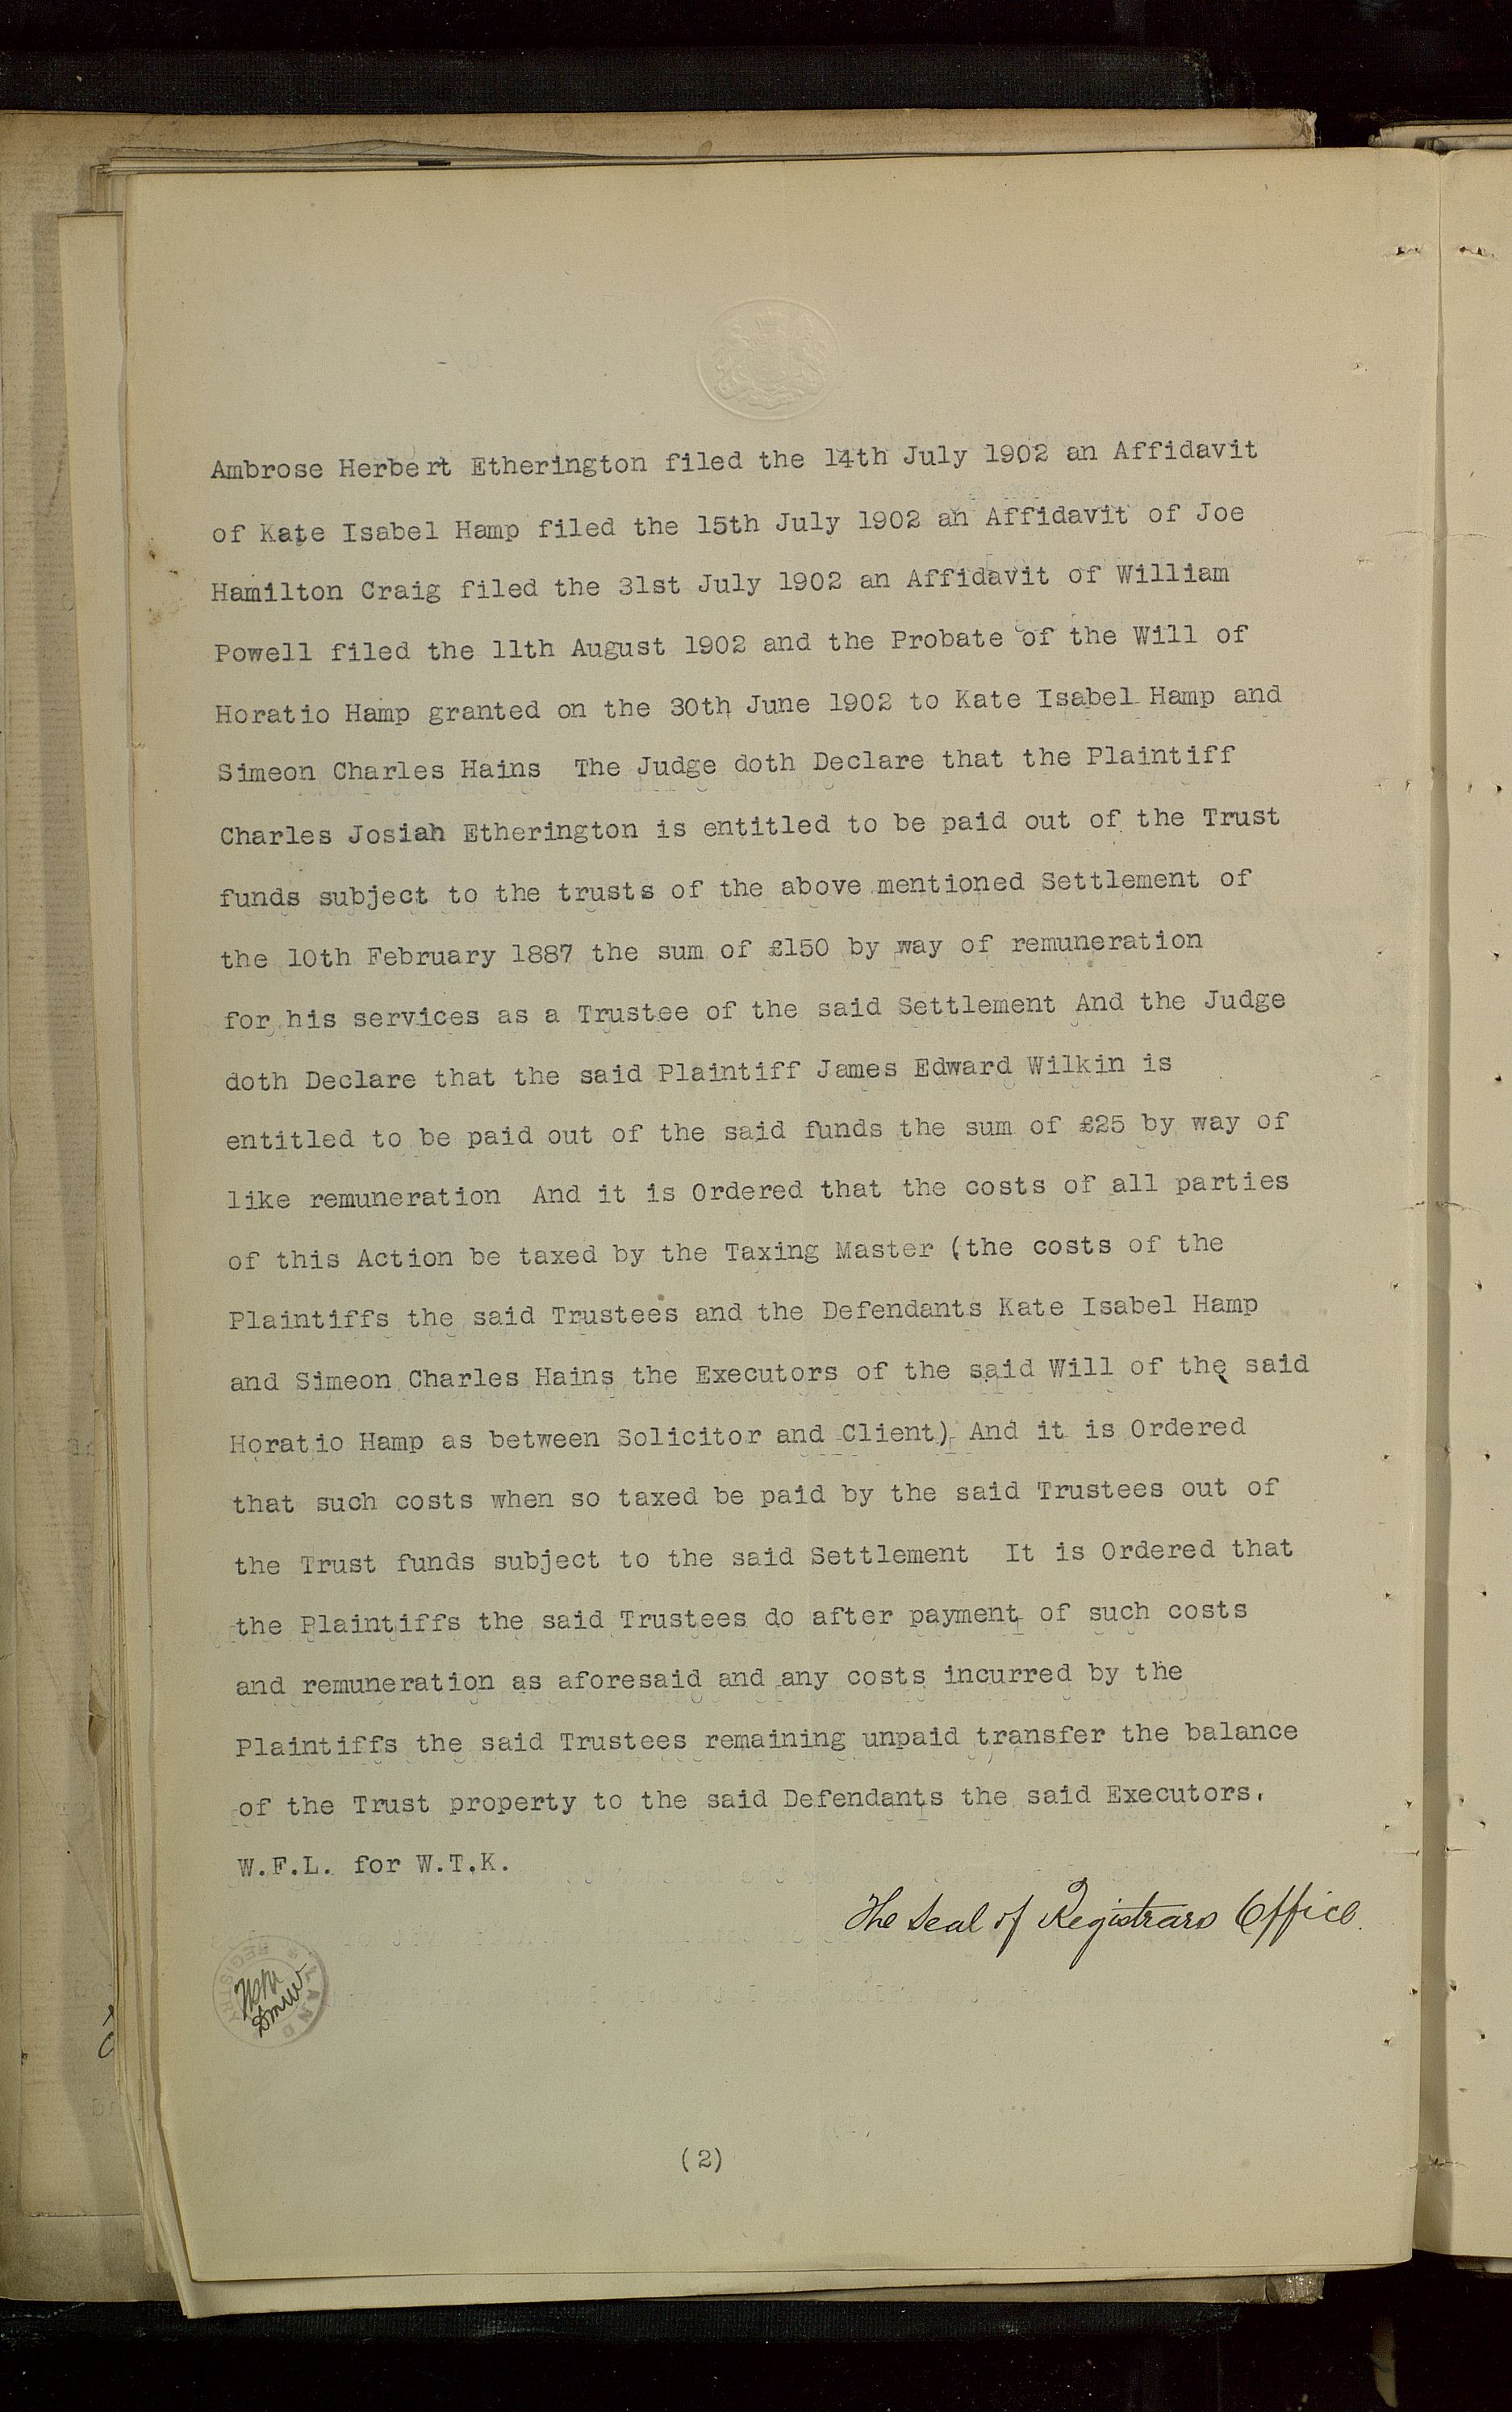 Ambrose Herbert Etherington filed the 14th July 1902 an Affidavit
of Kate Isabel Hamp filed the 15th July 1902 an Affidavit of Joe
Hamilton Craig filed the 31st July 1902 an Affidavit of William
Powell filed the 11th August 1902 and the Probate of the Will of
Horatio Hamp granted on the 30th June 1902 to Kate Isabel Hamp and
Simeon Charles Hains The Judge doth Declare that the Plaintiff
Charles Josiah Etherington is entitled to be paid out of the Trust
funds subject to the trusts of the above mentioned Settlement of
the 10th February 1887 the sum of £150 by way of remuneration
for his services as a Trustee of the said Settlement And the Judge
doth Declare that the said Plaintiff James Edward Wilkin is
entitled to be paid out of the said funds the sum of £25 by way of
like remuneration And it is Ordered that the costs of all parties
of this Action be taxed by the Taxing Master (the costs of the
Plaintiffs the said Trustees and the Defendants Kate Isabel Hamp
and Simeon Charles Hains the Executors of the said Will of the said
Horatio Hamp as between Solicitor and Client) And it is Ordered
that such costs when so taxed be paid by the said Trustees out of
the Trust funds subject to the said Settlement It is Ordered that
the Plaintiffs the said Trustees do after payment of such costs
and remuneration as aforesaid and any costs incurred by the
Plaintiffs the said Trustees remaining unpaid transfer the balance
of the Trust property to the said Defendants the said Executors.
W.F.L. for W.T.K.
The Seal of Registrars Office.
LAND REGISTRY
(2)